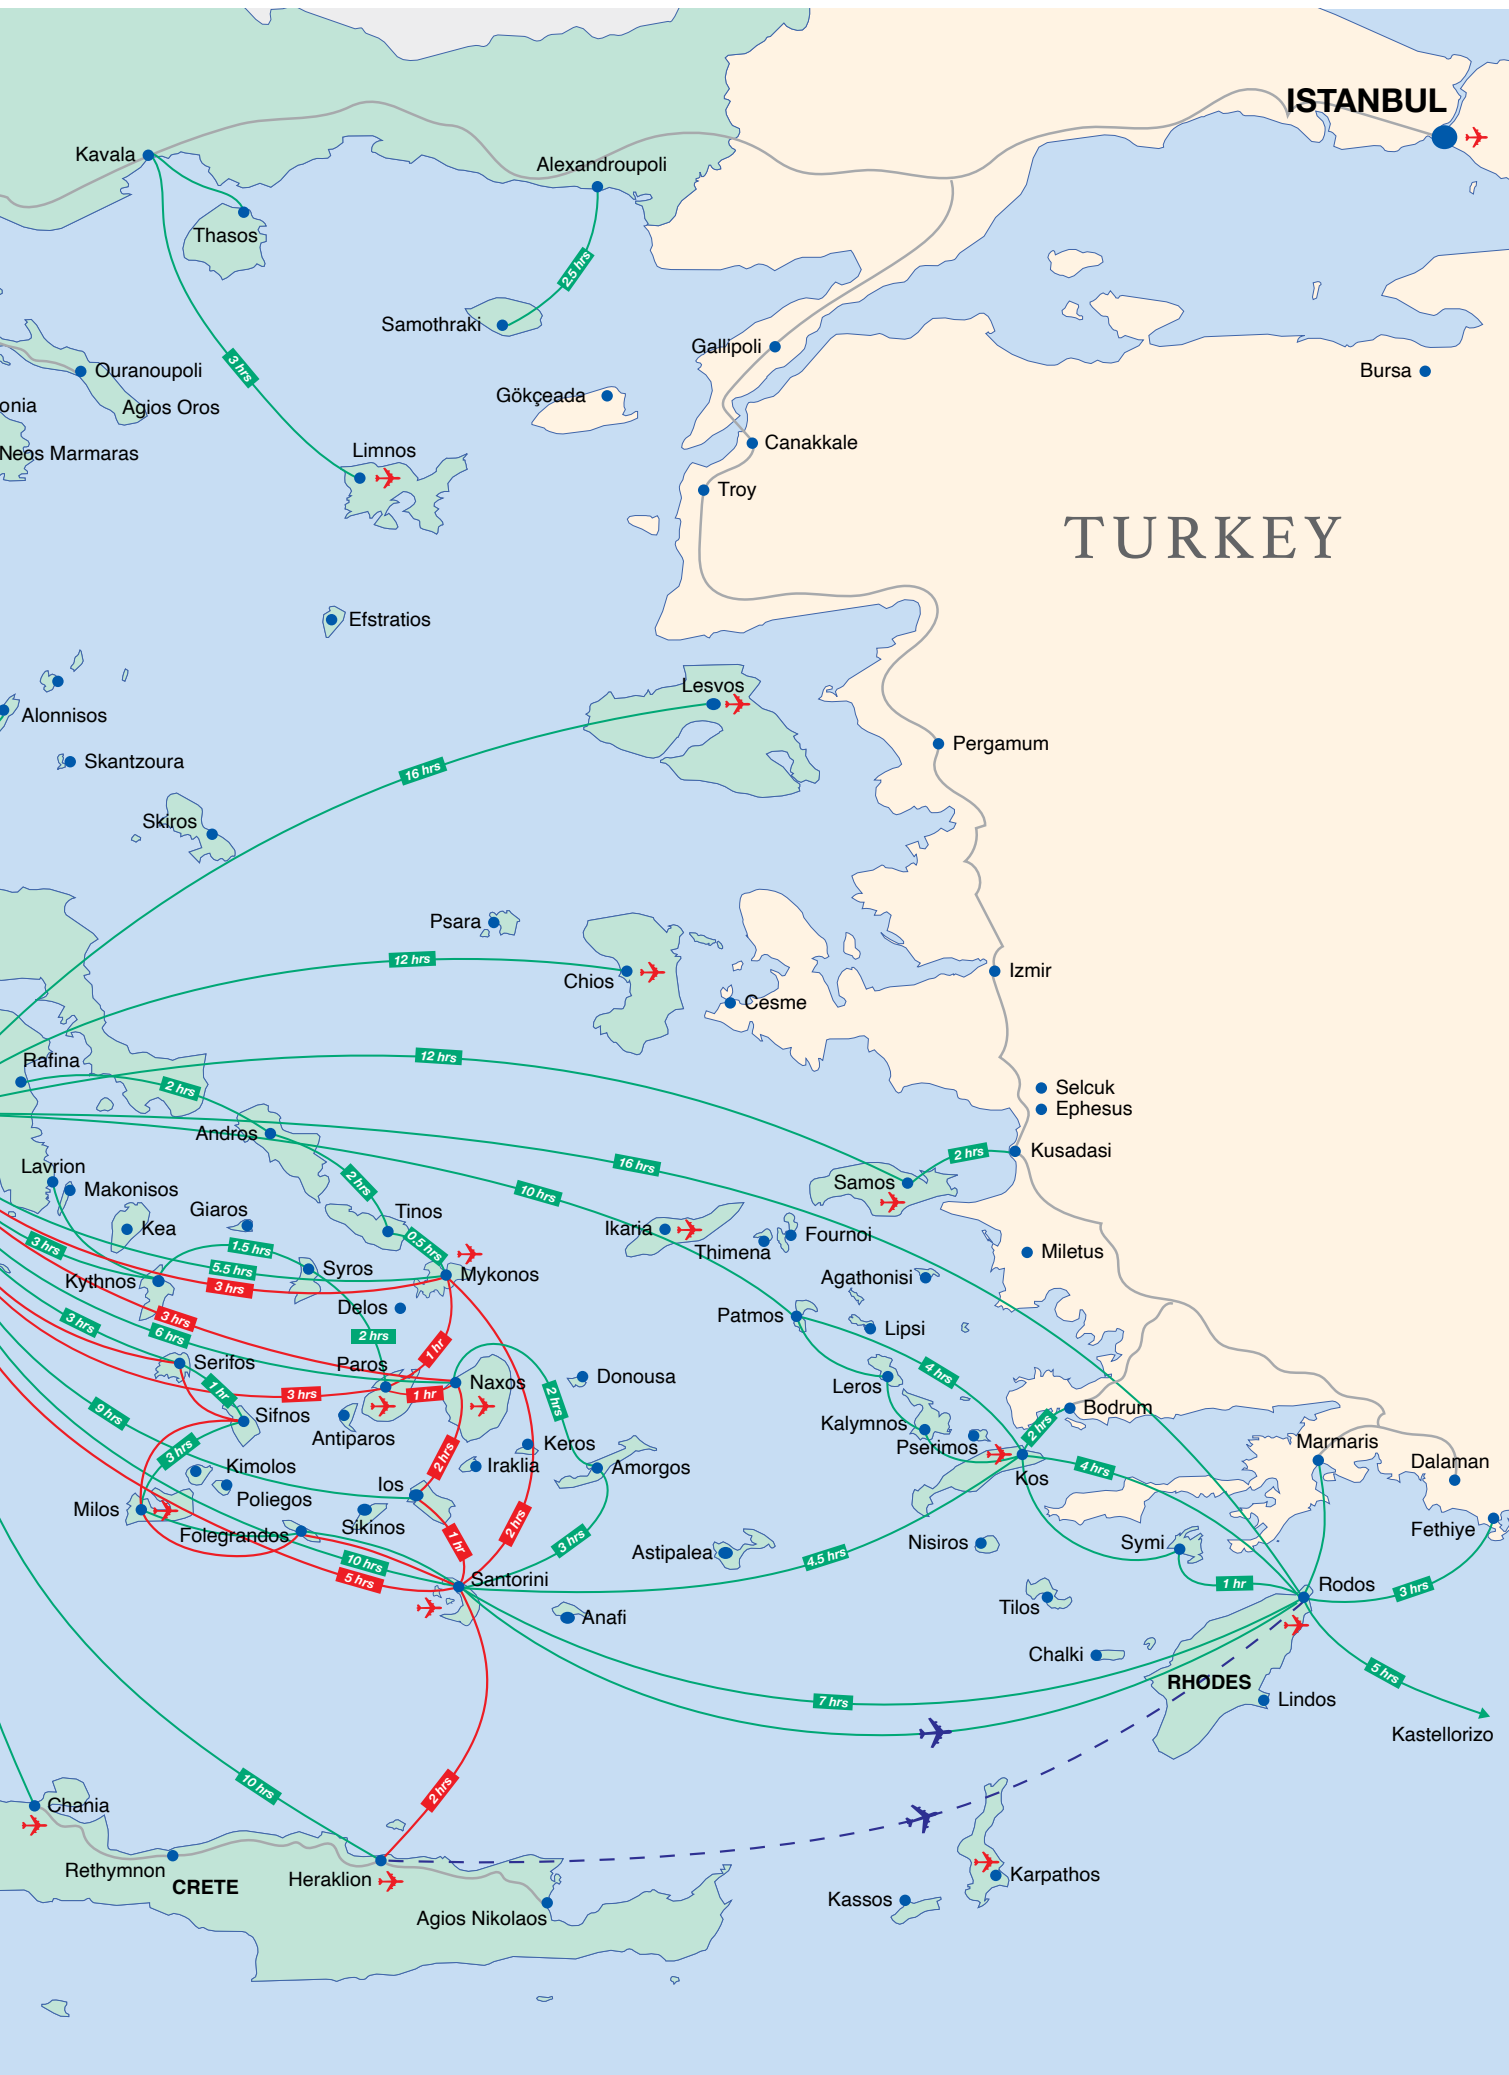 ISTANBUL
Kavala
Alexandroupoli
Thasos
2.5 hrs
Samothraki
Gallipoli
3 hrs
Ouranoupoli
Bursa
Gökçeada
onia
Agios Oros
Canakkale
Neos Marmaras
Limnos
Troy
TURKEY
Efstratios
Lesvos
Alonnisos
Pergamum
Skantzoura
16 hrs
Skiros
Psara
12 hrs
Chios
Izmir
Cesme
12 hrs
Rafina
2 hrs
Selcuk
Ephesus
Andros
Kusadasi
2 hrs
16 hrs
Lavrion
Makonisos
2 hrs
Samos
10 hrs
Giaros
Tinos
Kea
Ikaria
Fournoi
Thimena
3 hrs
1.5 hrs
0.5 hrs
Miletus
5.5 hrs
Syros
Mykonos
Agathonisi
Kythnos
3 hrs
Delos
Patmos
Lipsi
3 hrs
3 hrs
6 hrs
2 hrs
1 hr
Serifos
Paros
4 hrs
Naxos
Donousa
Leros
1 hr
3 hrs
1 hr
2 hrs
Bodrum
9 hrs
Sifnos
Antiparos
Kalymnos
2 hrs
Pserimos
Keros
Marmaris
3 hrs
2 hrs
Kimolos
Iraklia
Amorgos
Kos
4 hrs
Dalaman
Ios
Poliegos
Milos
Sikinos
Folegrandos
2 hrs
Fethiye
1 hr
3 hrs
Astipalea
Nisiros
Symi
10 hrs
4.5 hrs
5 hrs
Santorini
1 hr
Rodos
3 hrs
Anafi
Tilos
Chalki
5 hrs
RHODES
7 hrs
Lindos
Kastellorizo
10 hrs
2 hrs
Chania
Rethymnon
CRETE
Heraklion
Karpathos
Kassos
Agios Nikolaos